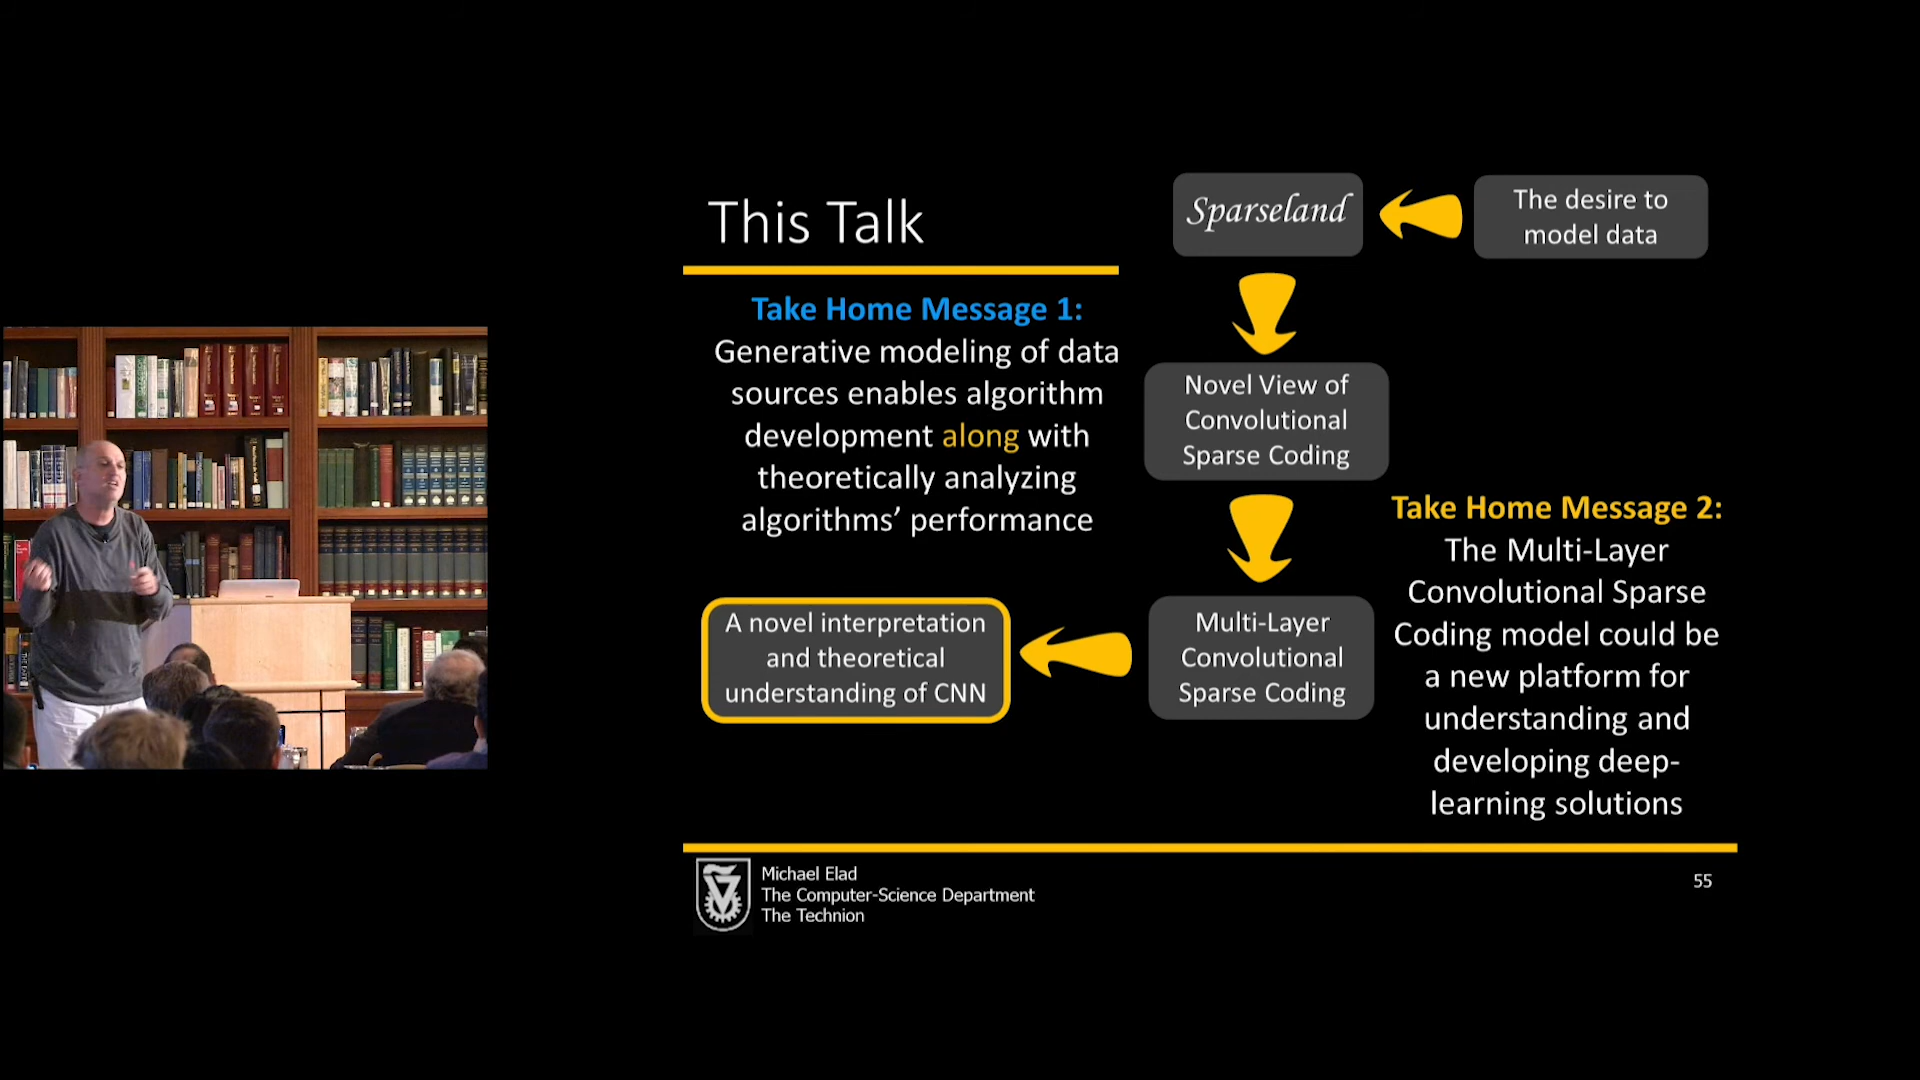 This Talk
Take Home Message 1:
Generative modeling of data
sources enables algorithm
development along with
theoretically analyzing
algorithms’ performance
Sparseland
The desire to
model data
Novel View of
Convolutional
Sparse Coding
Multi-Layer
Convolutional
Sparse Coding
A novel interpretation
and theoretical
understanding of CNN
Take Home Message 2:
The Multi-Layer
Convolutional Sparse
Coding model could be
a new platform for
understanding and
developing deep-
learning solutions
Michael Elad
The Computer-Science Department
The Technion
55